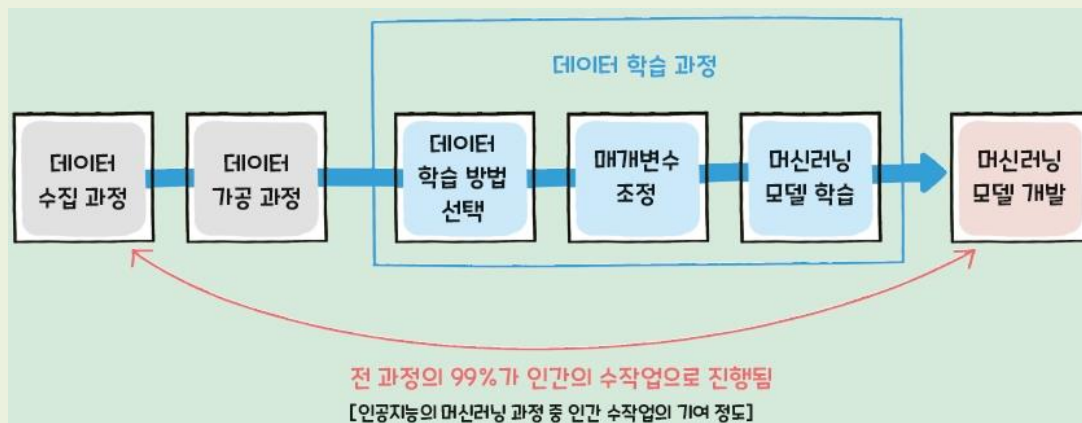 데이터 학습 과정
데이터
수집 과정
데이터
가공 과정
데이터
학습 방법
선택
매개변수
조정
머신러닝
모델 학습
머신러닝
모델 개발
전 과정의 99%가 인간의 수작업으로 진행됨
[인공지능의 머신러닝 과정 중 인간 수작업의 기여 정도]